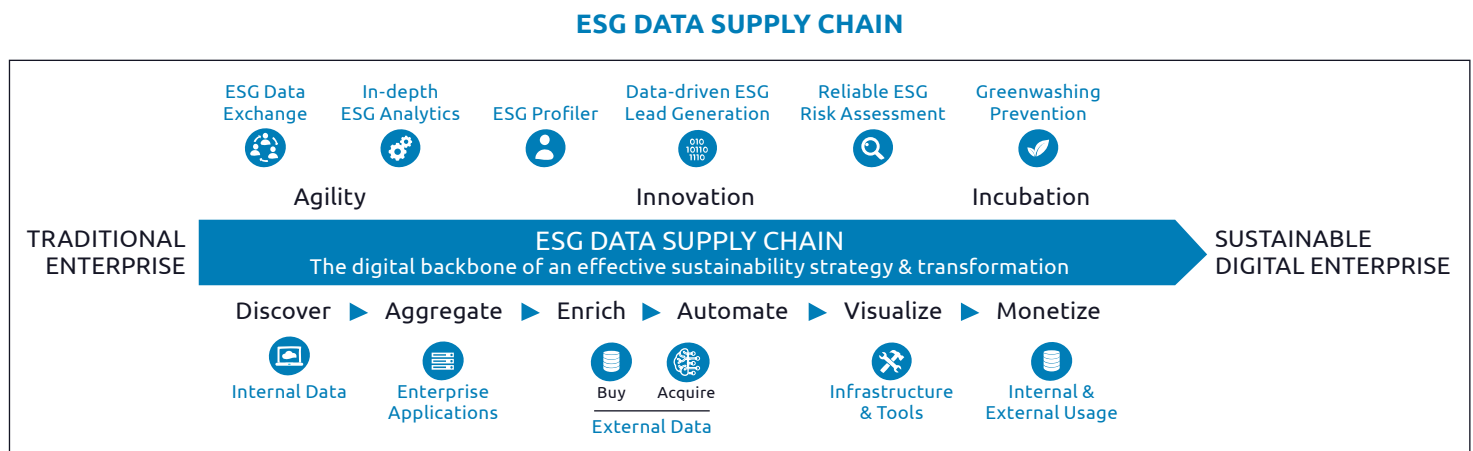 ESG DATA SUPPLY CHAIN
ESG Data
Exchange
In-depth
ESG Analytics
ESG Profiler
Data-driven ESG
Lead Generation
010
10110
1110
Reliable ESG
Risk Assessment
Greenwashing
Prevention
Agility
Innovation
Incubation
TRADITIONAL
ENTERPRISE
ESG DATA SUPPLY CHAIN
The digital backbone of an effective sustainability strategy & transformation
SUSTAINABLE
DIGITAL ENTERPRISE
Discover
Aggregate
Enrich
Automate
Visualize
Monetize
Internal Data
Enterprise
Applications
Buy
Acquire
External Data
Infrastructure
& Tools
Internal &
External Usage